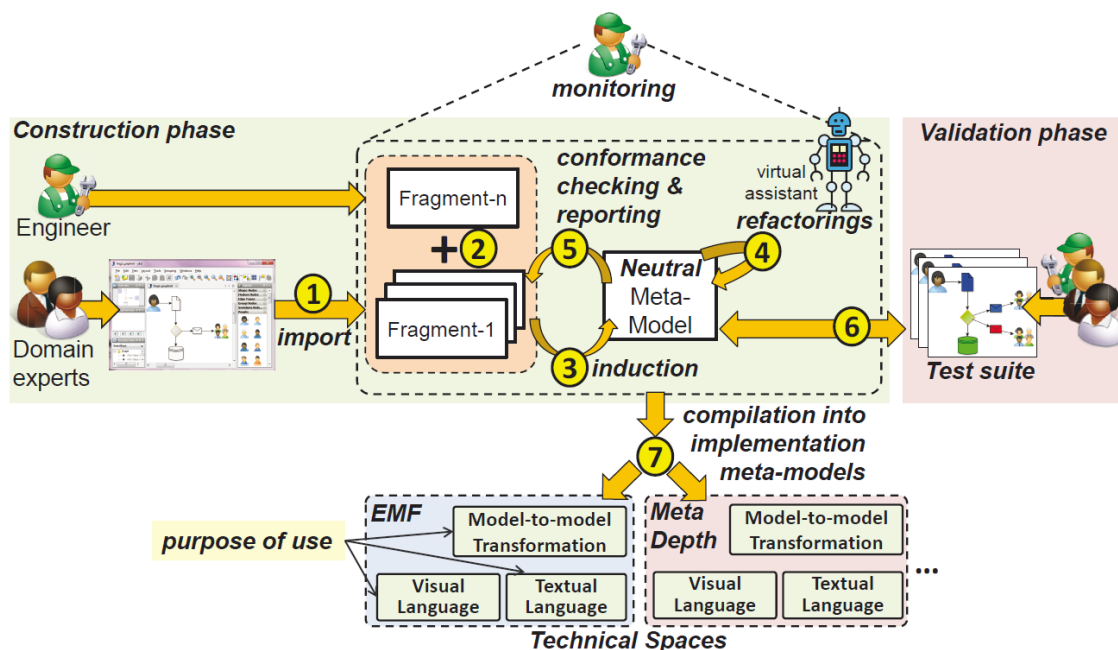 monitoring
Construction phase
Validation phase
conformance
checking &
reporting
virtual
assistant
refactorings
Fragment-n
Engineer
+ 2
5
4
Neutral
Meta-
Model
1
import
Fragment-1
6
Domain
experts
3
induction
Test suite
compilation into
implementation
meta-models
7
EMF
Model-to-model
Transformation
Meta
Depth
Model-to-model
Transformation
purpose of use
...
Visual
Language
Textual
Language
Visual
Language
Textual
Language
Technical Spaces